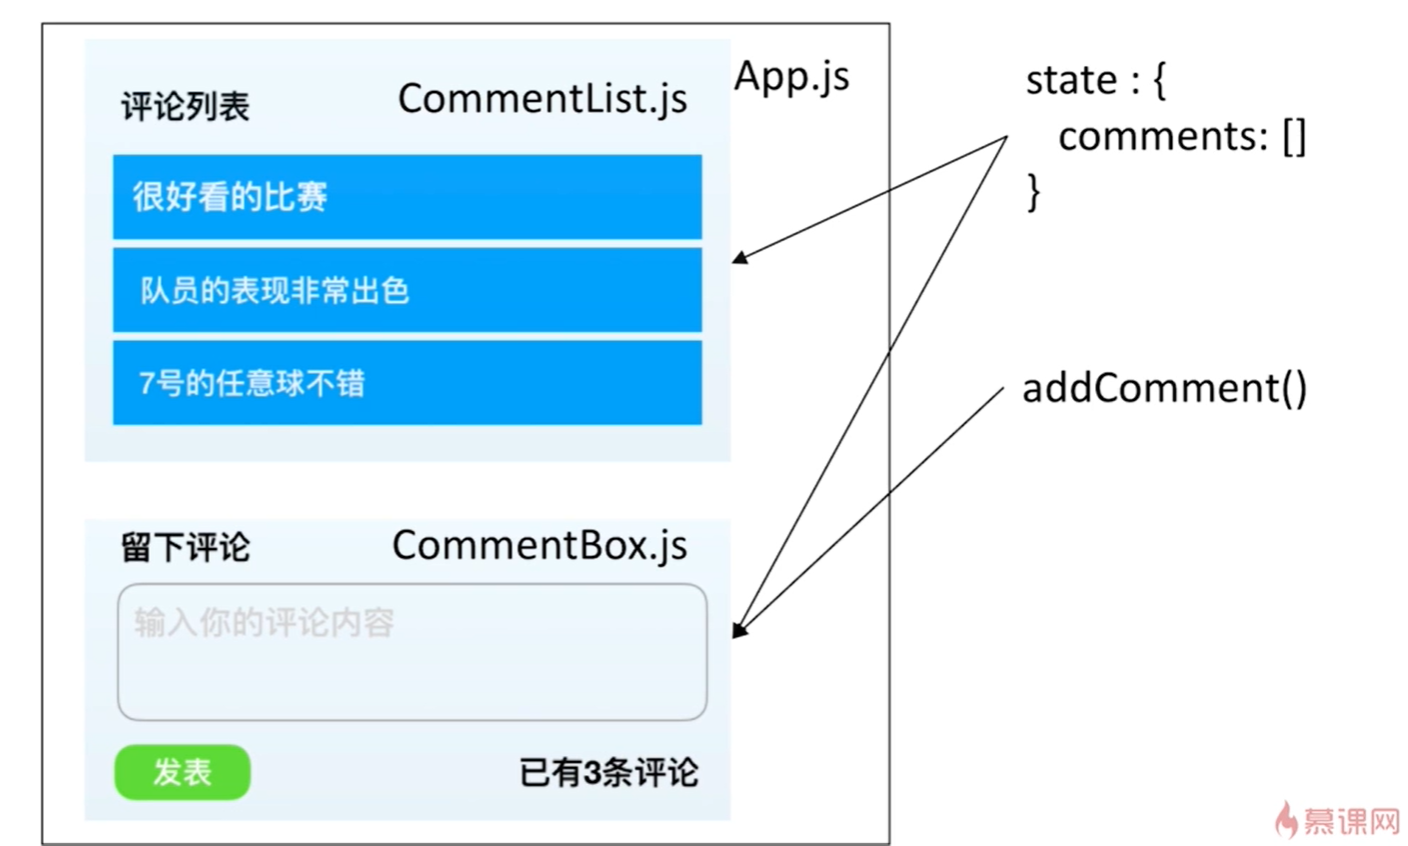 评论列表
CommentList.js
App.js
很好看的比赛
队员的表现非常出色
7号的任意球不错
留下评论
CommentBox.js
输入你的评论内容
发表
已有3条评论
state : {
comments: []
}
addComment()
慕课网